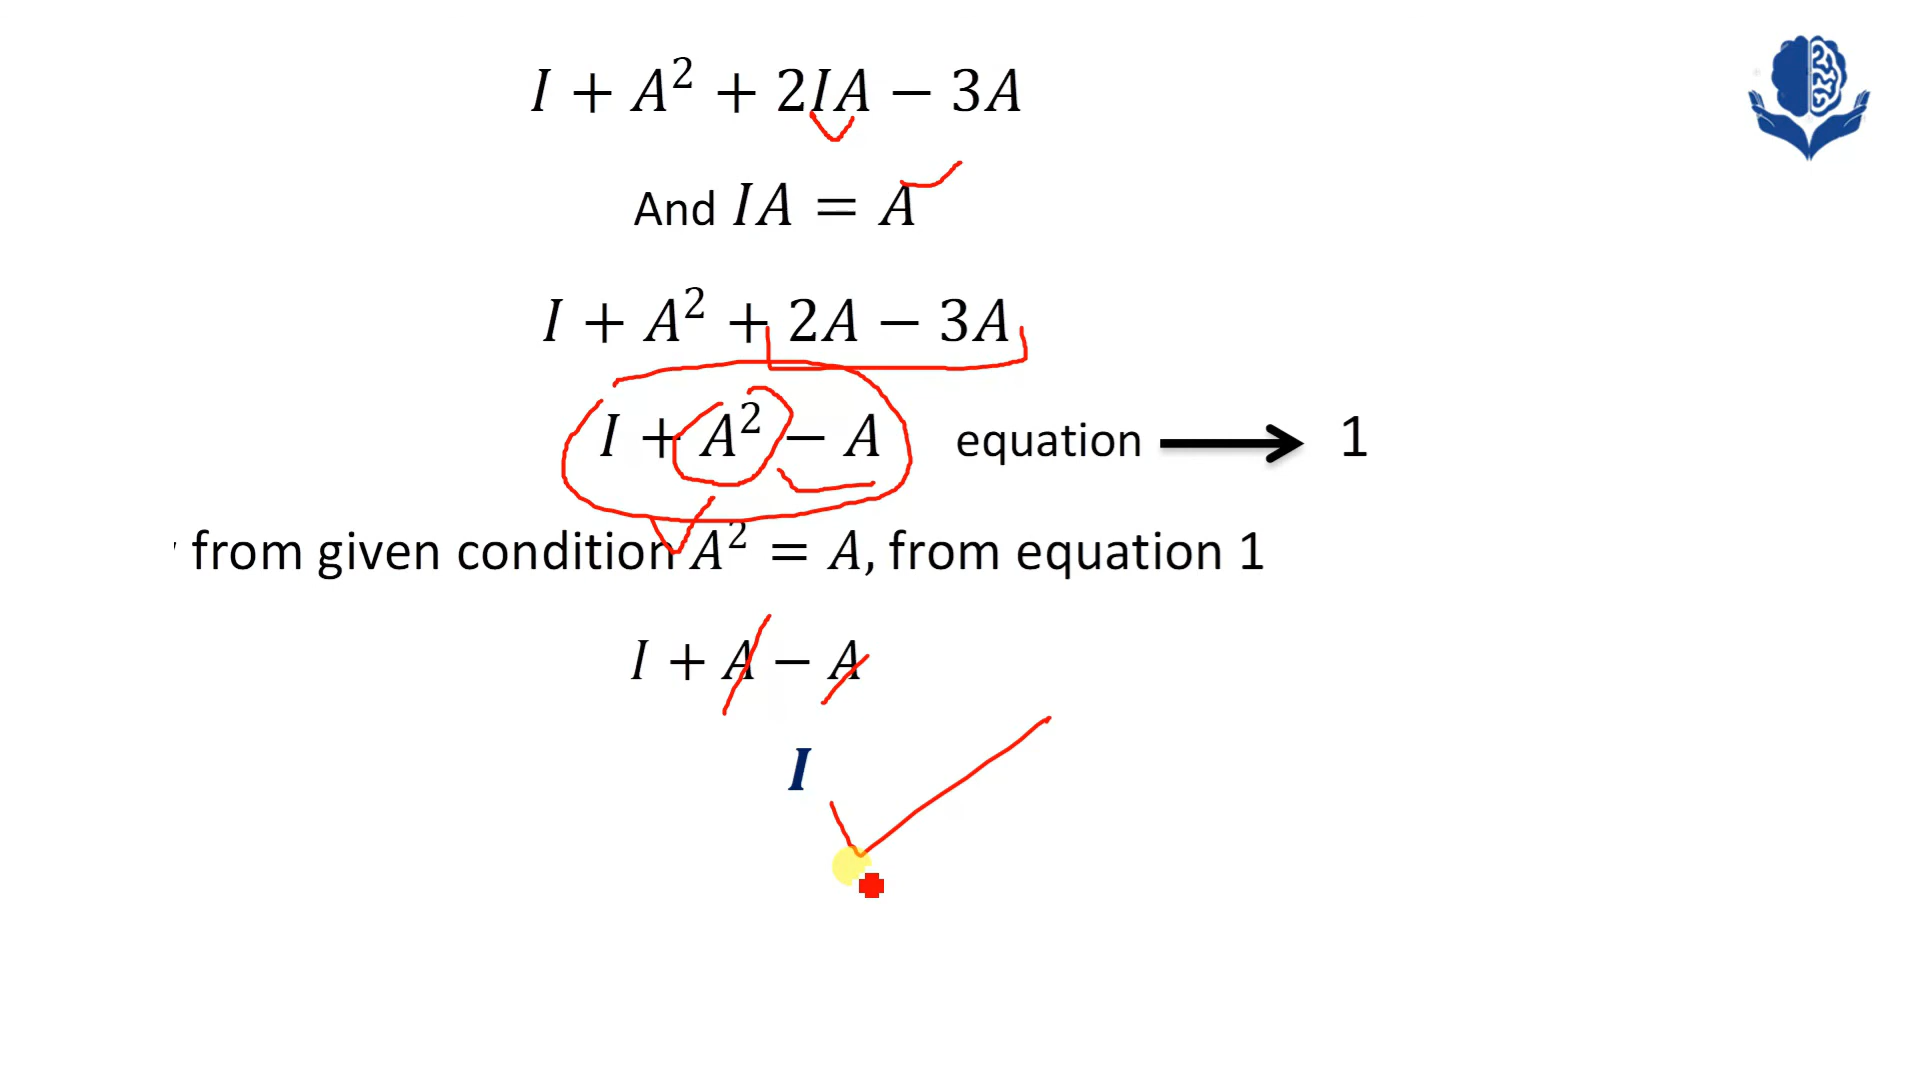 I + A² + 2IA − 3A
And IA = A
I + A² + 2A − 3A
I + A² − A equation ⟶ 1
from given condition A² = A, from equation 1
I + A − A
I